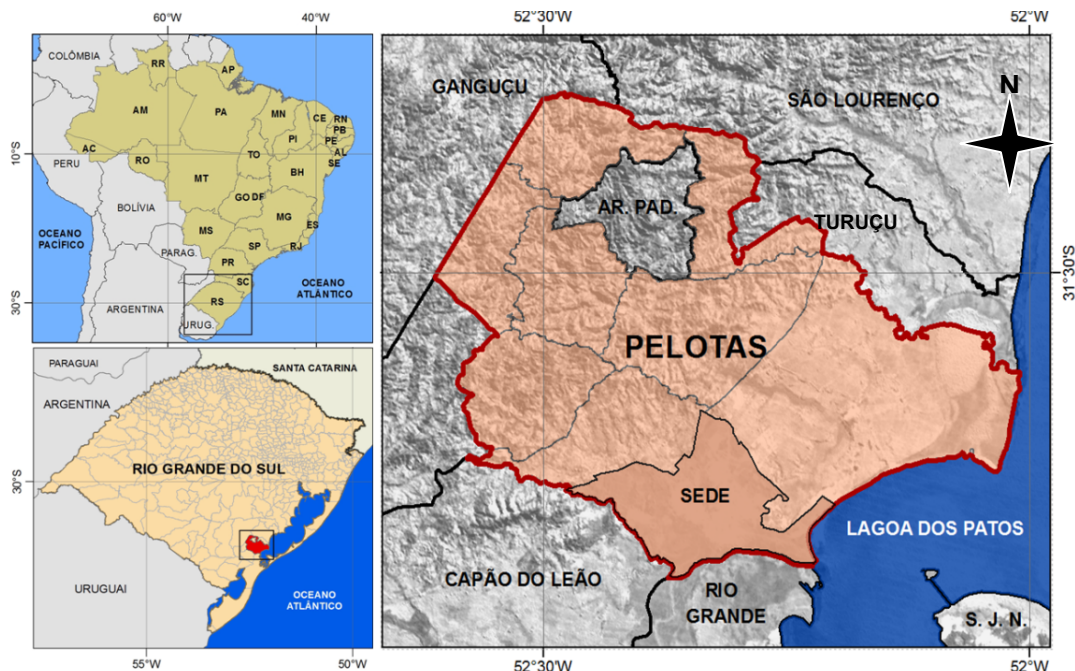 60°W
40°W
COLÔMBIA
RR
AP
AM
PA
MN
CE
RN
PB
PI
PE
AC
AL
TO
SE
10°S
RO
PERU
BH
MT
GO
DF
BOLÍVIA
MG
ES
MS
OCEANO
PACÍFICO
SP
RJ
PARAG.
PR
SC
OCEANO
ATLÂNTICO
30°S
ARGENTINA
RS
URUG.
PARAGUAI
SANTA CATARINA
ARGENTINA
RIO GRANDE DO SUL
30°S
URUGUAI
OCEANO
ATLÂNTICO
55°W
50°W
52°30'W
52°W
GANGUÇU
SÃO LOURENÇO
N
AR. PAD.
TURUÇU
31°30'S
PELOTAS
SEDE
LAGOA DOS PATOS
CAPÃO DO LEÃO
RIO
GRANDE
S. J. N.
52°30'W
52°W